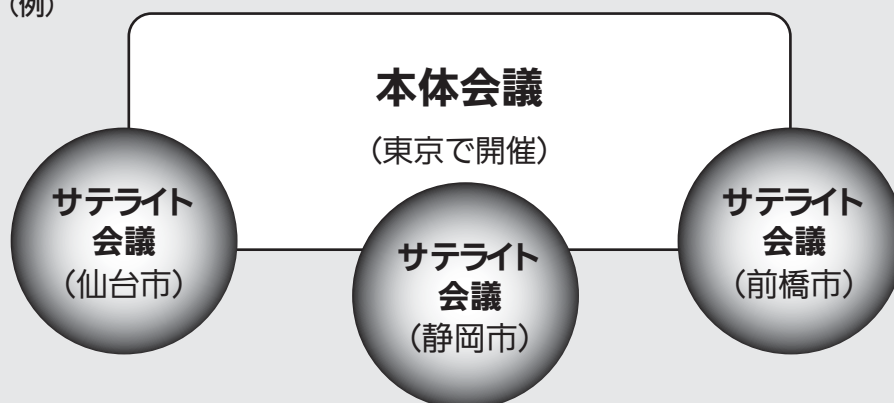 (例)
本体会議
(東京で開催)
サテライト
会議
(仙台市)
サテライト
会議
(静岡市)
サテライト
会議
(前橋市)